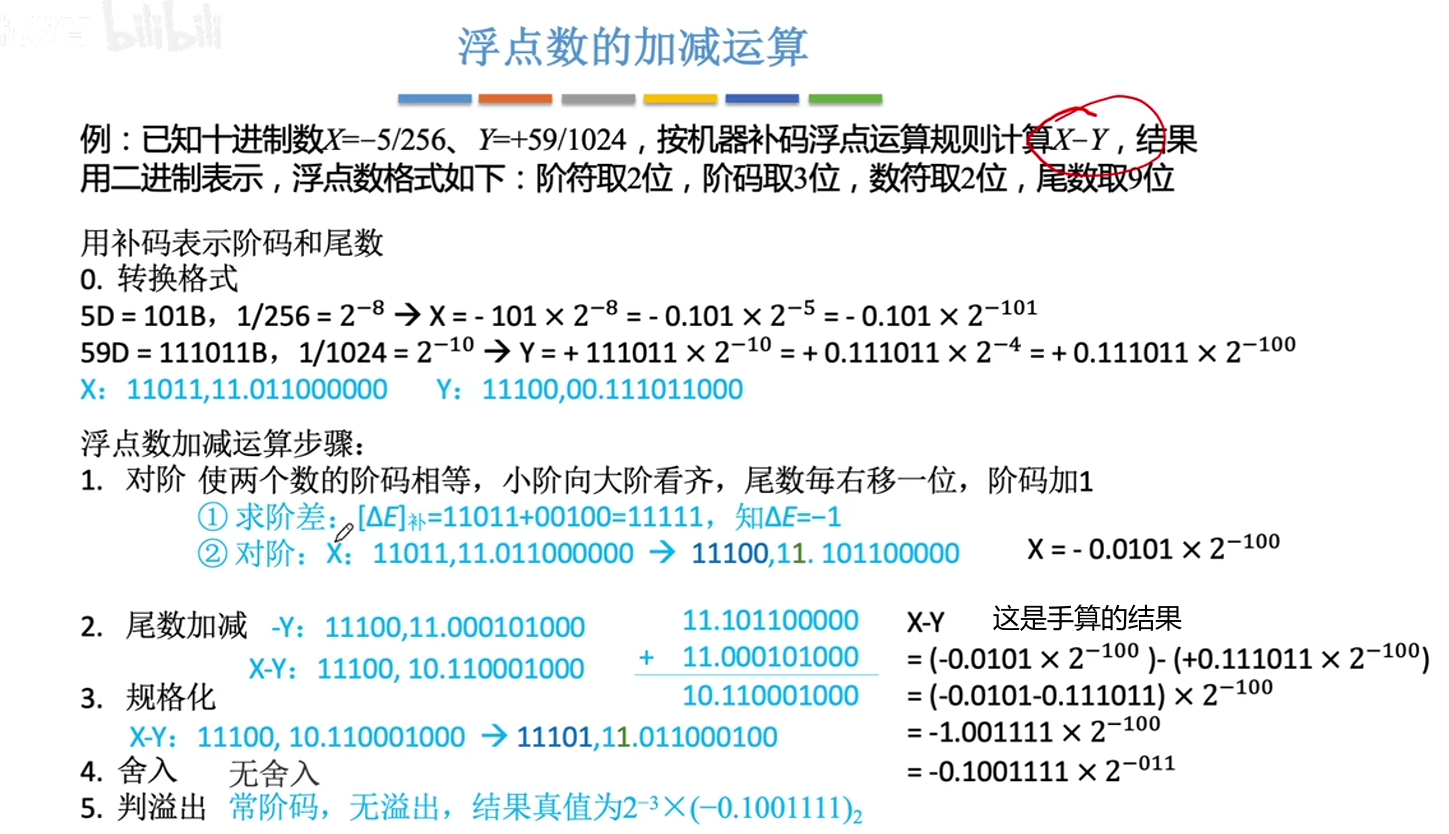 bilibili
浮点数的加减运算
例：已知十进制数X=−5/256、Y=+59/1024，按机器补码浮点运算规则计算X−Y，结果
用二进制表示，浮点数格式如下：阶符取2位，阶码取3位，数符取2位，尾数取9位
用补码表示阶码和尾数
0. 转换格式
5D = 101B，1/256 = 2⁻⁸ → X = - 101 × 2⁻⁸ = - 0.101 × 2⁻⁵ = - 0.101 × 2⁻¹⁰¹
59D = 111011B，1/1024 = 2⁻¹⁰ → Y = + 111011 × 2⁻¹⁰ = + 0.111011 × 2⁻⁴ = + 0.111011 × 2⁻¹⁰⁰
X：11011,11.011000000 Y：11100,00.111011000
浮点数加减运算步骤：
1. 对阶 使两个数的阶码相等，小阶向大阶看齐，尾数每右移一位，阶码加1
① 求阶差：[ΔE]补=11011+00100=11111，知ΔE=−1
② 对阶：X：11011,11.011000000 → 11100,11. 101100000 X = - 0.0101 × 2⁻¹⁰⁰
2. 尾数加减 -Y：11100,11.000101000
X-Y：11100, 10.110001000
11.101100000
+ 11.000101000
10.110001000
3. 规格化
X-Y：11100, 10.110001000 → 11101,11.011000100
4. 舍入 无舍入
5. 判溢出 常阶码，无溢出，结果真值为2⁻³×(−0.1001111)₂
X-Y 这是手算的结果
= (-0.0101 × 2⁻¹⁰⁰ )- (+0.111011 × 2⁻¹⁰⁰)
= (-0.0101-0.111011) × 2⁻¹⁰⁰
= -1.001111 × 2⁻¹⁰⁰
= -0.1001111 × 2⁻⁰¹¹